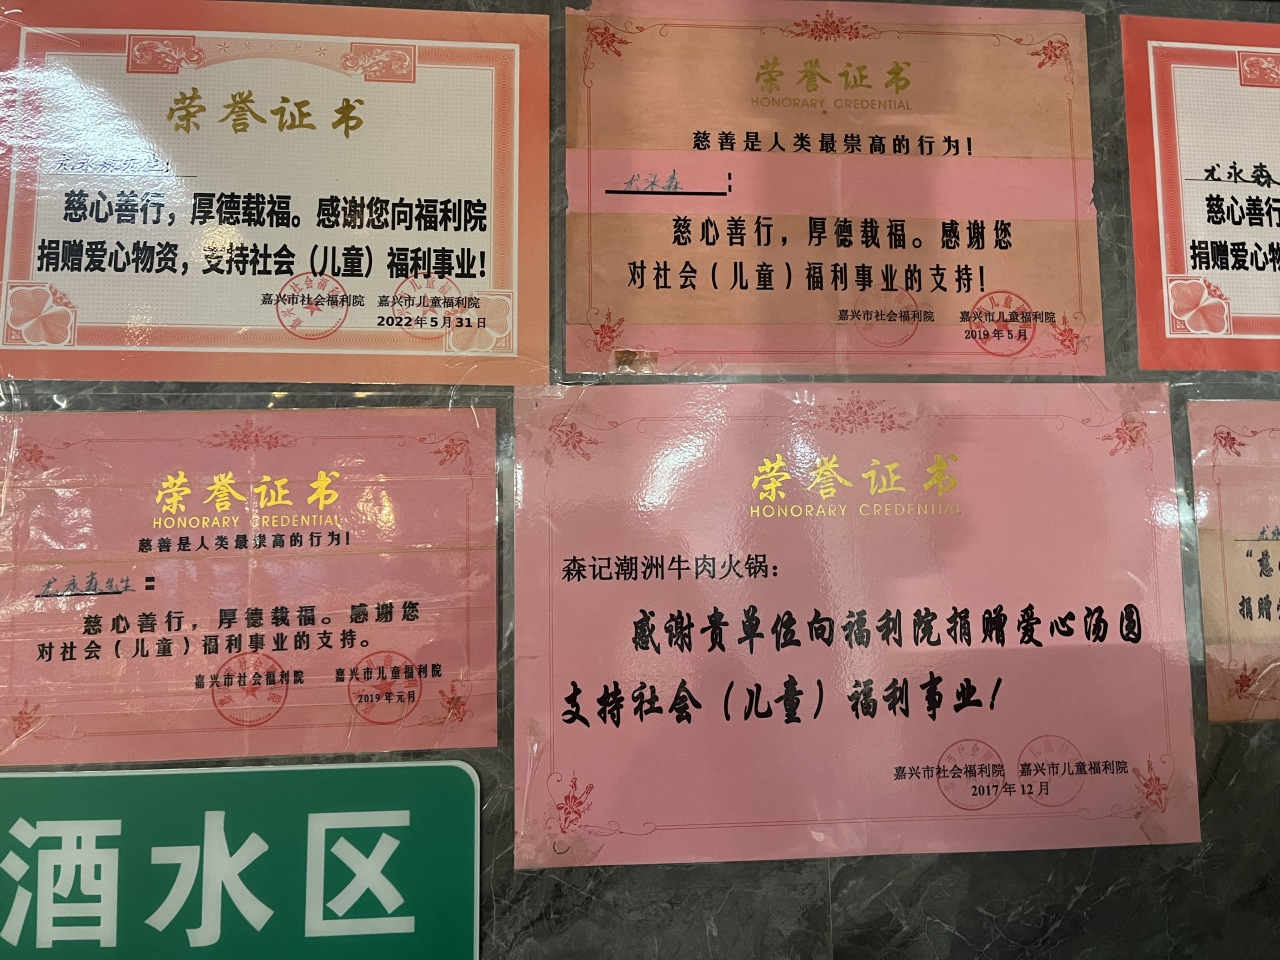 荣誉证书
慈心善行，厚德载福。感谢您向福利院
捐赠爱心物资，支持社会（儿童）福利事业！
嘉兴市社会福利院 嘉兴市儿童福利院
2022年5月31日
荣誉证书
HONORARY CREDENTIAL
慈善是人类最崇高的行为！
尤永森：
慈心善行，厚德载福。感谢您
对社会（儿童）福利事业的支持！
嘉兴市社会福利院 嘉兴市儿童福利院
2019年5月
尤永森
慈心善行
捐赠爱心物
荣誉证书
HONORARY CREDENTIAL
慈善是人类最崇高的行为！
尤永森先生：
慈心善行，厚德载福。感谢您
对社会（儿童）福利事业的支持。
嘉兴市社会福利院 嘉兴市儿童福利院
2019年元月
荣誉证书
HONORARY CREDENTIAL
森记潮洲牛肉火锅：
感谢贵单位向福利院捐赠爱心汤圆
支持社会（儿童）福利事业！
嘉兴市社会福利院 嘉兴市儿童福利院
2017年12月
捐赠
酒水区